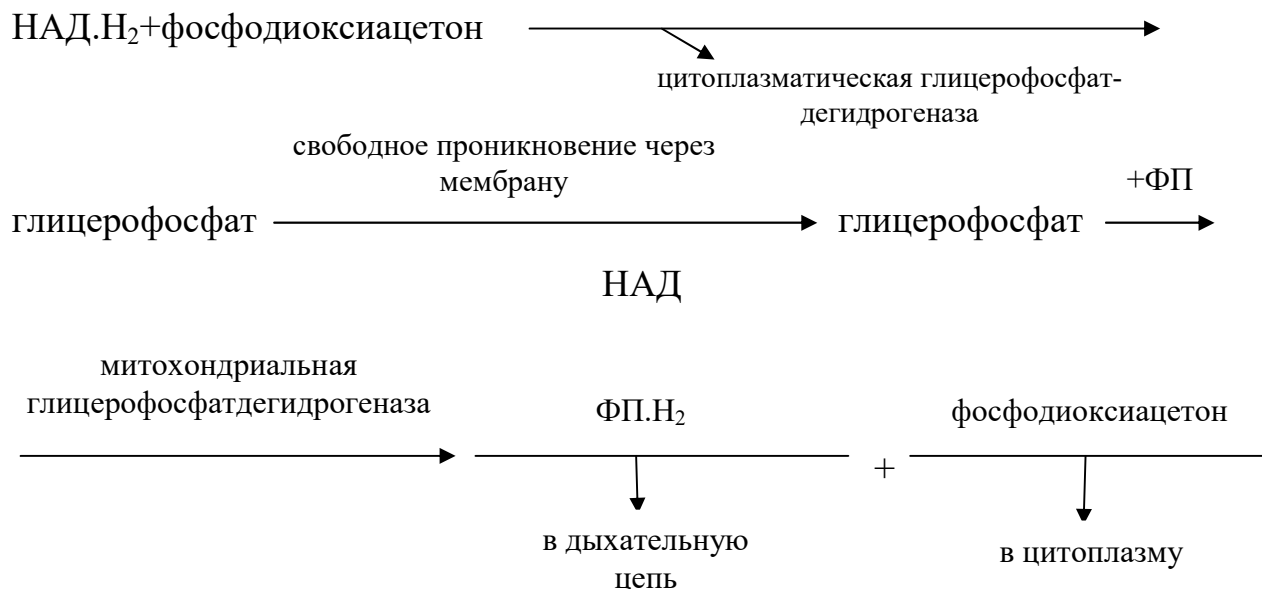 НАД.Н₂+фосфодиоксиацетон
цитоплазматическая глицерофосфат-
дегидрогеназа
свободное проникновение через
мембрану
+ФП
глицерофосфат
глицерофосфат
НАД
митохондриальная
глицерофосфатдегидрогеназа
ФП.Н₂
фосфодиоксиацетон
+
в дыхательную
цепь
в цитоплазму